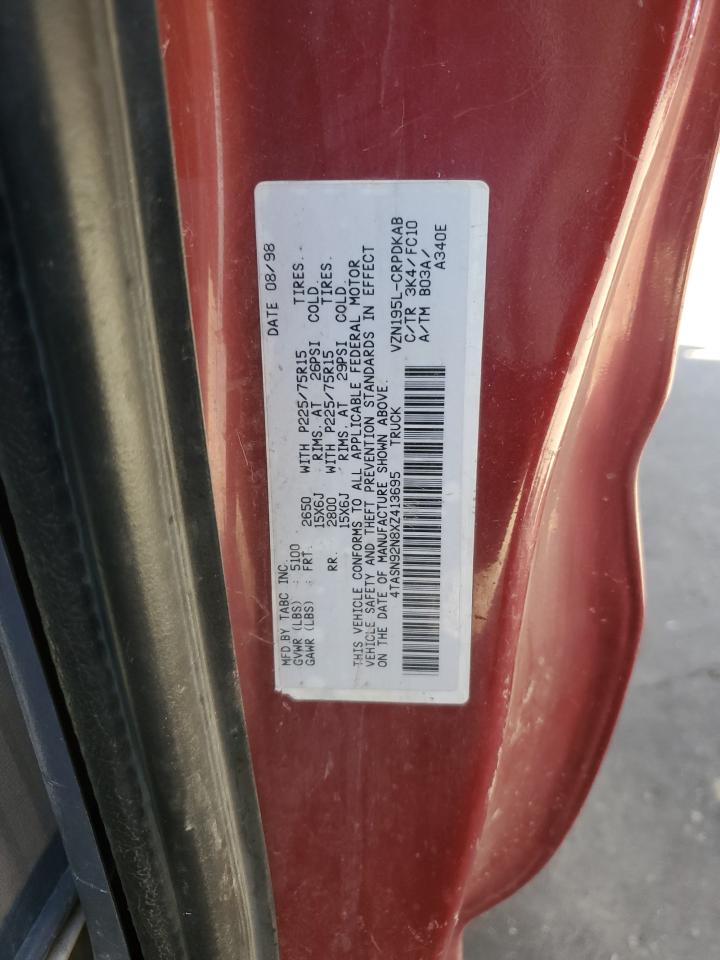 MFD.BY TABC INC. DATE 08/98
GVWR (LBS) : 5100
GAWR (LBS) : FRT. 2650 WITH P225/75R15 TIRES.
15X6J RIMS. AT 26PSI COLD.
RR. 2800 WITH P225/75R15 TIRES.
15X6J RIMS. AT 29PSI COLD
THIS VEHICLE CONFORMS TO ALL APPLICABLE FEDERAL MOTOR
VEHICLE SAFETY AND THEFT PREVENTION STANDARDS IN EFFECT
ON THE DATE OF MANUFACTURE SHOWN ABOVE.
4TASN92N8XZ413695 TRUCK
VZN195L-CRPDKAB
C/TR 3K4/FC10
A/TM B03A/
A340E